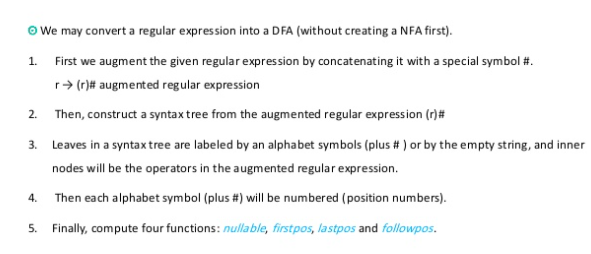 We may convert a regular expression into a DFA (without creating a NFA first).
1. First we augment the given regular expression by concatenating it with a special symbol #.
r → (r)# augmented regular expression
2. Then, construct a syntax tree from the augmented regular expression (r)#
3. Leaves in a syntax tree are labeled by an alphabet symbols (plus # ) or by the empty string, and inner
nodes will be the operators in the augmented regular expression.
4. Then each alphabet symbol (plus #) will be numbered (position numbers).
5. Finally, compute four functions: nullable, firstpos, lastpos and followpos.